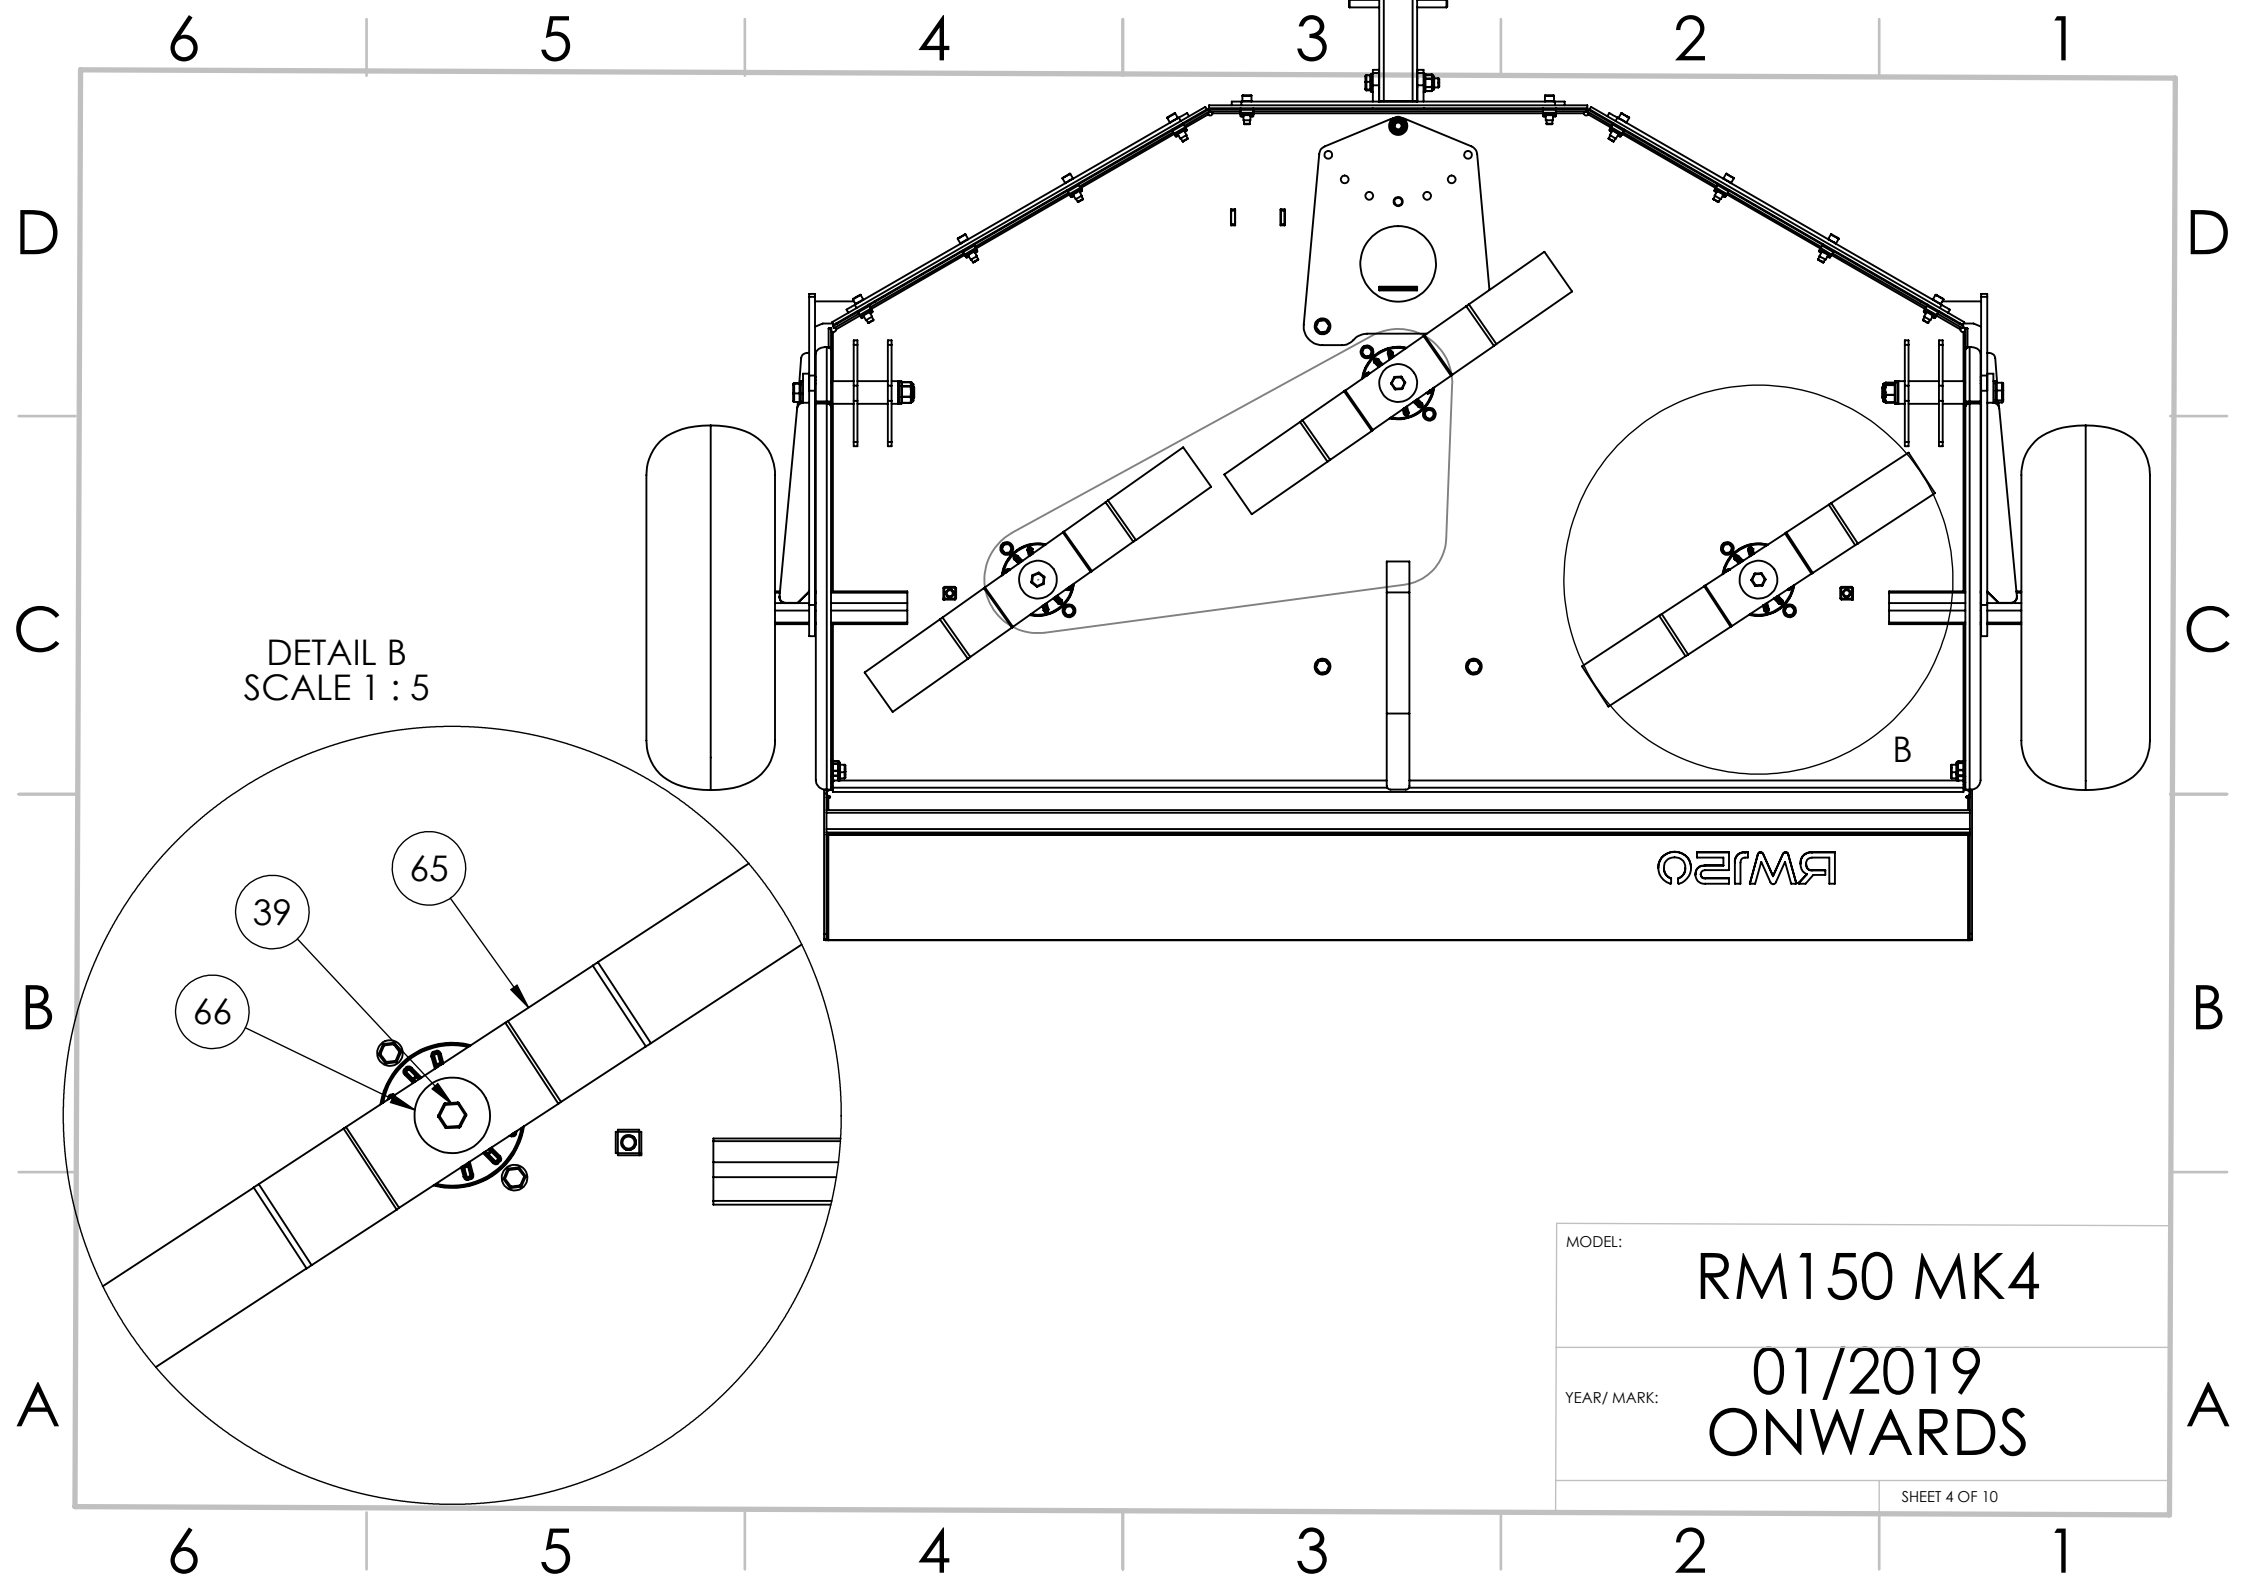 6 5 4 3 2 1
D D
C C
DETAIL B
SCALE 1 : 5
B
RM150
65
39
66
B B
MODEL:
RM150 MK4
YEAR/ MARK:
01/2019
ONWARDS
A A
SHEET 4 OF 10
6 5 4 3 2 1